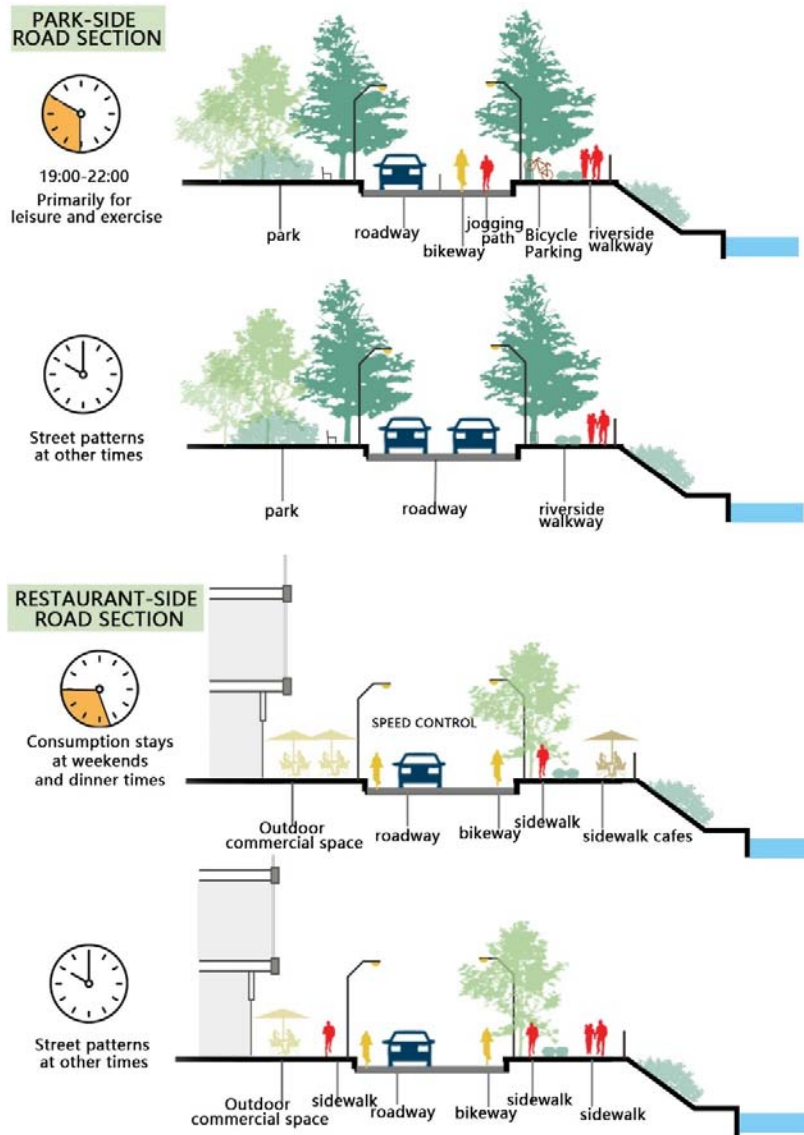 PARK-SIDE
ROAD SECTION
19:00-22:00
Primarily for
leisure and exercise
park
roadway
bikeway
jogging
path
Bicycle
Parking
riverside
walkway
Street patterns
at other times
park
roadway
riverside
walkway
RESTAURANT-SIDE
ROAD SECTION
Consumption stays
at weekends
and dinner times
SPEED CONTROL
Outdoor
commercial space
roadway
bikeway
sidewalk
sidewalk cafes
Street patterns
at other times
Outdoor
commercial space
sidewalk
roadway
bikeway
sidewalk
sidewalk